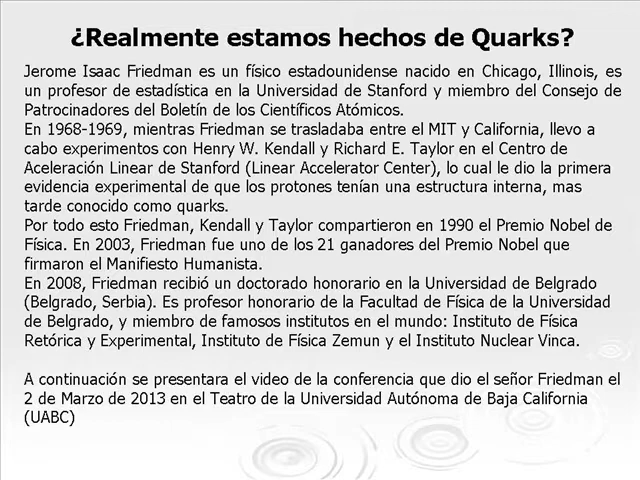 ¿Realmente estamos hechos de Quarks?
Jerome Isaac Friedman es un físico estadounidense nacido en Chicago, Illinois, es
un profesor de estadística en la Universidad de Stanford y miembro del Consejo de
Patrocinadores del Boletín de los Científicos Atómicos.
En 1968-1969, mientras Friedman se trasladaba entre el MIT y California, llevo a
cabo experimentos con Henry W. Kendall y Richard E. Taylor en el Centro de
Aceleración Linear de Stanford (Linear Accelerator Center), lo cual le dio la primera
evidencia experimental de que los protones tenían una estructura interna, mas
tarde conocido como quarks.
Por todo esto Friedman, Kendall y Taylor compartieron en 1990 el Premio Nobel de
Física. En 2003, Friedman fue uno de los 21 ganadores del Premio Nobel que
firmaron el Manifiesto Humanista.
En 2008, Friedman recibió un doctorado honorario en la Universidad de Belgrado
(Belgrado, Serbia). Es profesor honorario de la Facultad de Física de la Universidad
de Belgrado, y miembro de famosos institutos en el mundo: Instituto de Física
Retórica y Experimental, Instituto de Física Zemun y el Instituto Nuclear Vinca.
A continuación se presentara el video de la conferencia que dio el señor Friedman el
2 de Marzo de 2013 en el Teatro de la Universidad Autónoma de Baja California
(UABC)